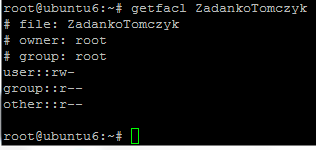 root@ubuntu6:~# getfacl ZadankoTomczyk
# file: ZadankoTomczyk
# owner: root
# group: root
user::rw-
group::r--
other::r--
root@ubuntu6:~#